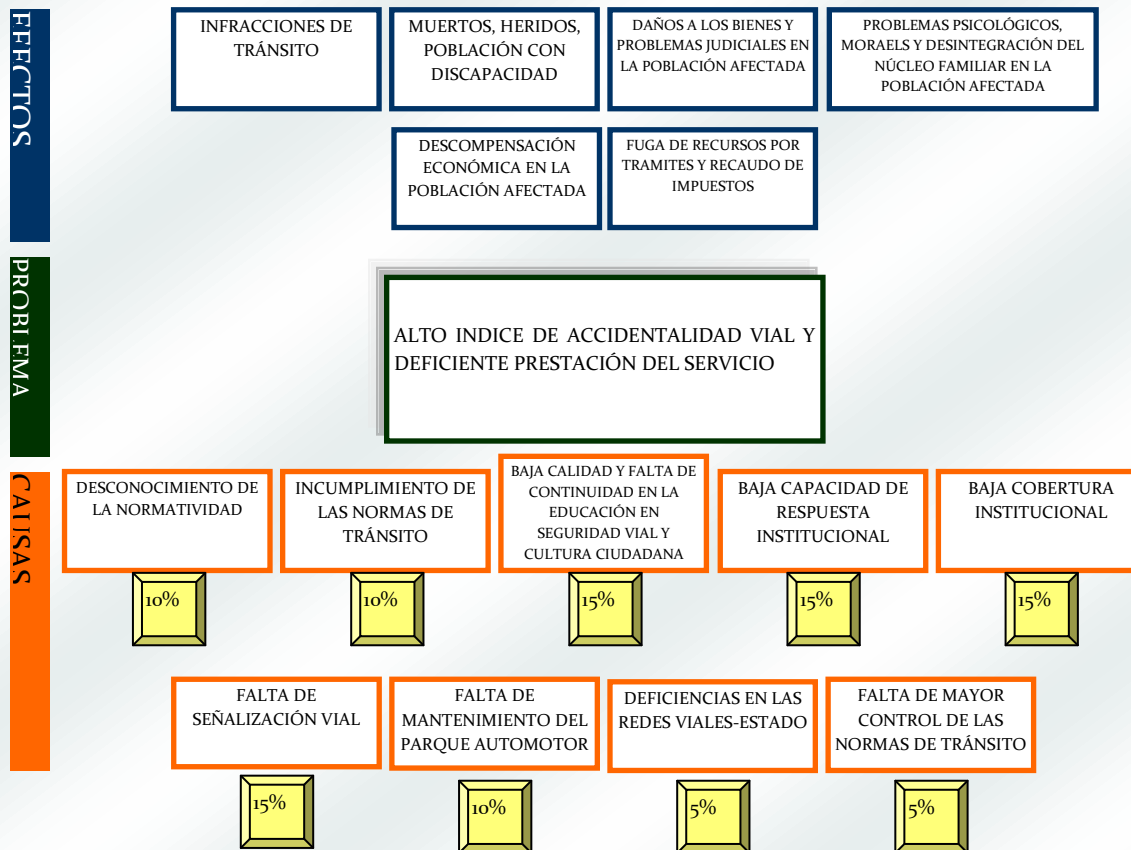 EFECTOS
INFRACCIONES DE
TRÁNSITO
MUERTOS, HERIDOS,
POBLACIÓN CON
DISCAPACIDAD
DAÑOS A LOS BIENES Y
PROBLEMAS JUDICIALES EN
LA POBLACIÓN AFECTADA
PROBLEMAS PSICOLÓGICOS,
MORAELS Y DESINTEGRACIÓN DEL
NÚCLEO FAMILIAR EN LA
POBLACIÓN AFECTADA
DESCOMPENSACIÓN
ECONÓMICA EN LA
POBLACIÓN AFECTADA
FUGA DE RECURSOS POR
TRAMITES Y RECAUDO DE
IMPUESTOS
PROBLEMA
ALTO INDICE DE ACCIDENTALIDAD VIAL Y
DEFICIENTE PRESTACIÓN DEL SERVICIO
CAUSAS
DESCONOCIMIENTO DE
LA NORMATIVIDAD
10%
INCUMPLIMIENTO DE
LAS NORMAS DE
TRÁNSITO
10%
BAJA CALIDAD Y FALTA DE
CONTINUIDAD EN LA
EDUCACIÓN EN
SEGURIDAD VIAL Y
CULTURA CIUDADANA
15%
BAJA CAPACIDAD DE
RESPUESTA
INSTITUCIONAL
15%
BAJA COBERTURA
INSTITUCIONAL
15%
FALTA DE
SEÑALIZACIÓN VIAL
15%
FALTA DE
MANTENIMIENTO DEL
PARQUE AUTOMOTOR
10%
DEFICIENCIAS EN LAS
REDES VIALES-ESTADO
5%
FALTA DE MAYOR
CONTROL DE LAS
NORMAS DE TRÁNSITO
5%